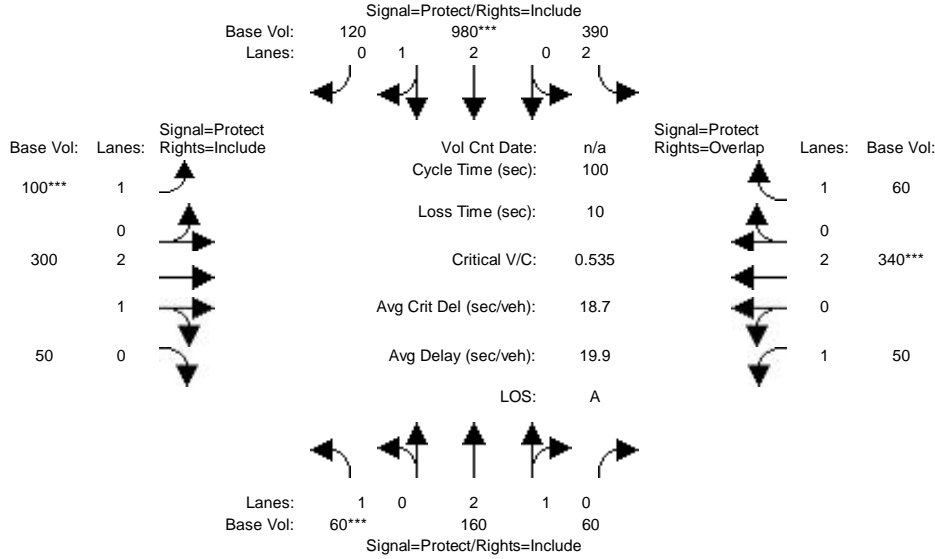 Signal=Protect/Rights=Include
Base Vol: 120 980*** 390
Lanes: 0 1 2 0 2
Signal=Protect
Rights=Include
Base Vol: Lanes:
Vol Cnt Date: n/a
Signal=Protect
Rights=Overlap
Lanes: Base Vol:
Cycle Time (sec): 100
100*** 1
1 60
Loss Time (sec): 10
0
0
300 2
Critical V/C: 0.535
2 340***
1
Avg Crit Del (sec/veh): 18.7
0
50 0
Avg Delay (sec/veh): 19.9
1 50
LOS: A
Lanes: 1 0 2 1 0
Base Vol: 60*** 160 60
Signal=Protect/Rights=Include